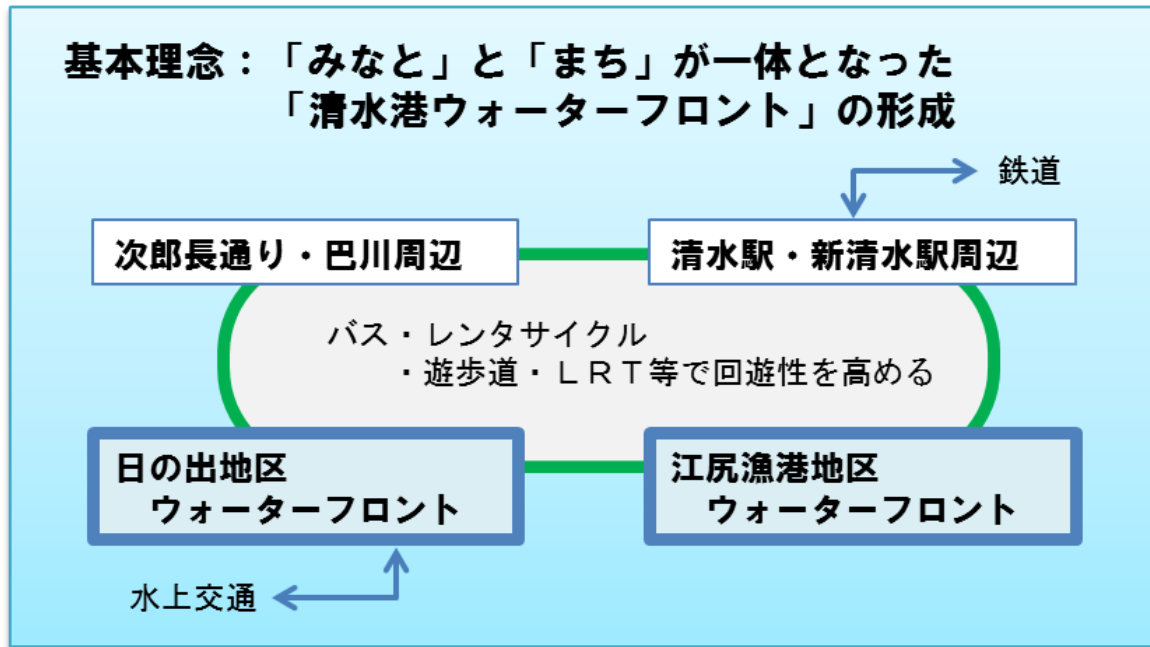 基本理念：「みなと」と「まち」が一体となった
「清水港ウォーターフロント」の形成
鉄道
次郎長通り・巴川周辺
清水駅・新清水駅周辺
バス・レンタサイクル
・遊歩道・ＬＲＴ等で回遊性を高める
日の出地区
ウォーターフロント
江尻漁港地区
ウォーターフロント
水上交通